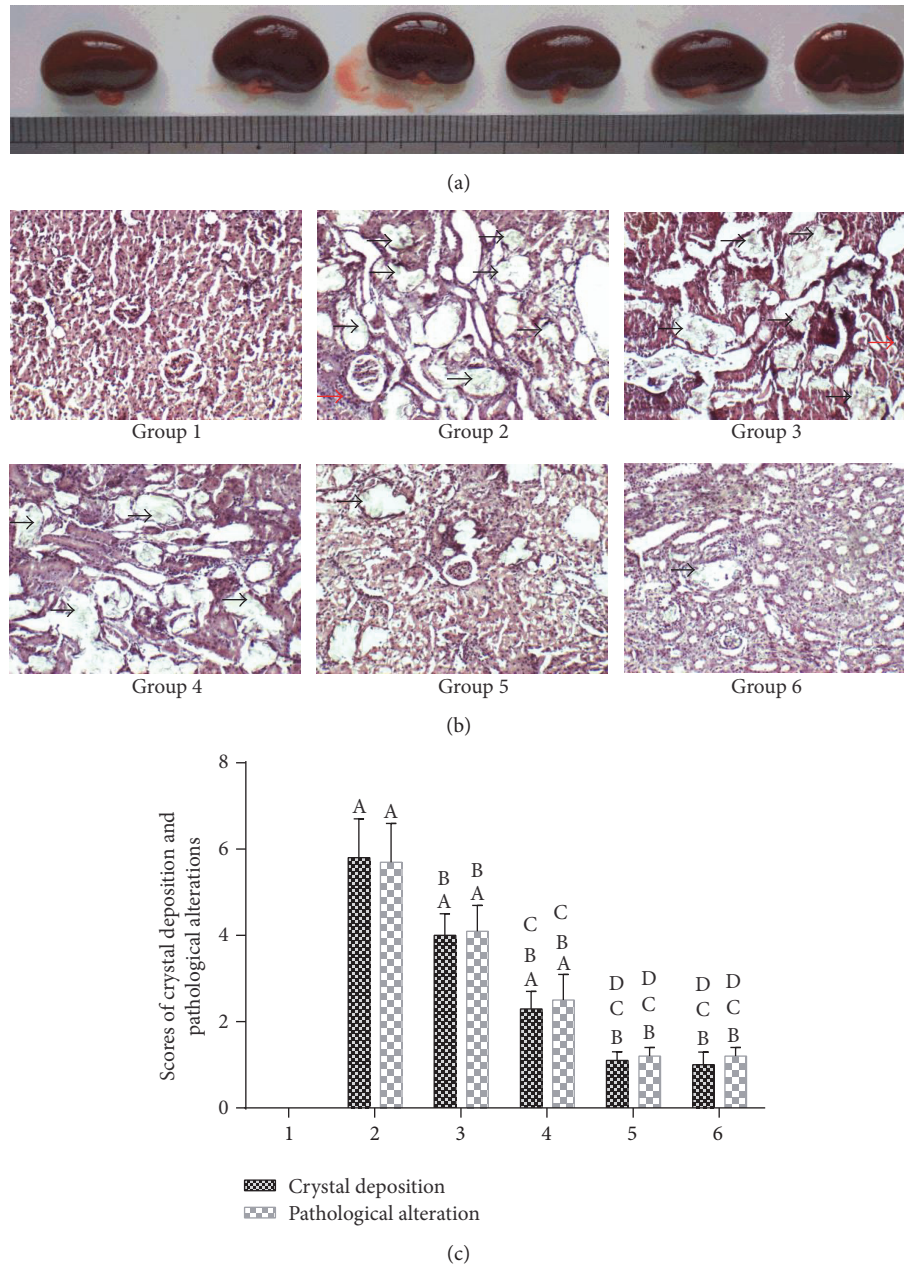 (a)
Group 1
Group 2
Group 3
Group 4
Group 5
Group 6
(b)
Scores of crystal deposition and
pathological alterations
8
6
4
2
0
A
A
B
A
B
A
C
B
A
C
B
A
D
C
B
D
C
B
D
C
B
D
C
B
1
2
3
4
5
6
Crystal deposition
Pathological alteration
(c)